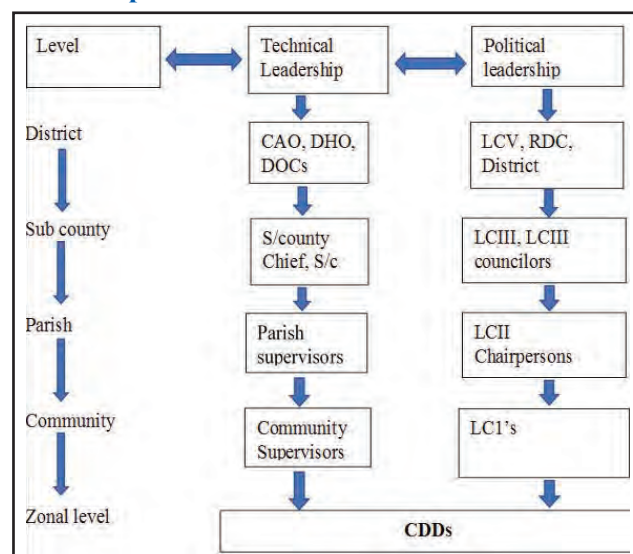 Level
Technical
Leadership
Political
leadership
District
CAO, DHO,
DOCs
LCV, RDC,
District
Sub county
S/county
Chief, S/c
LCIII, LCIII
councilors
Parish
Parish
supervisors
LCII
Chairpersons
Community
Community
Supervisors
LC1's
Zonal level
CDDs